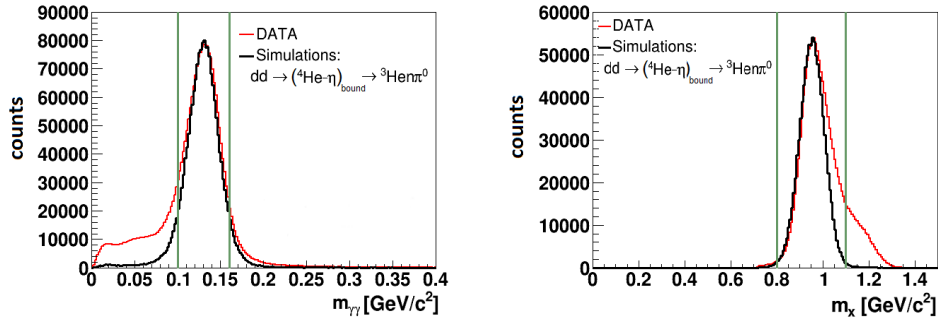 90000
80000
70000
60000
50000
40000
30000
20000
10000
0
counts
DATA
Simulations:
dd → (⁴He-η)bound → ³Henπ⁰
0 0.05 0.1 0.15 0.2 0.25 0.3 0.35 0.4
mγγ [GeV/c²]
60000
50000
40000
30000
20000
10000
0
counts
DATA
Simulations:
dd → (⁴He-η)bound → ³Henπ⁰
0 0.2 0.4 0.6 0.8 1 1.2 1.4
mx [GeV/c²]